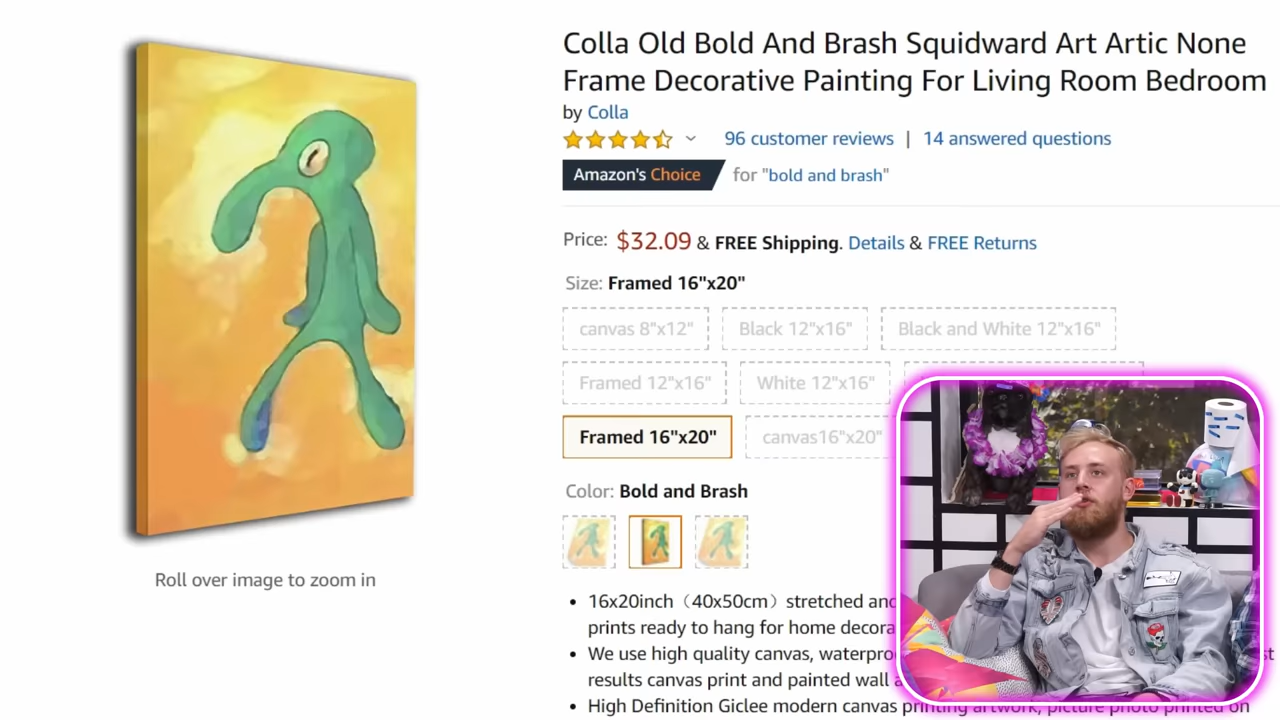 Colla Old Bold And Brash Squidward Art Artic None
Frame Decorative Painting For Living Room Bedroom
by Colla
96 customer reviews | 14 answered questions
Amazon's Choice for "bold and brash"
Price: $32.09 & FREE Shipping. Details & FREE Returns
Size: Framed 16"x20"
canvas 8"x12" Black 12"x16" Black and White 12"x16"
Framed 12"x16" White 12"x16"
Framed 16"x20" canvas16"x20"
Color: Bold and Brash
Roll over image to zoom in
• 16x20inch（40x50cm）stretched and
prints ready to hang for home decora
• We use high quality canvas, waterpro
results canvas print and painted wall
• High Definition Giclee modern canvas printing artwork, picture photo printed on